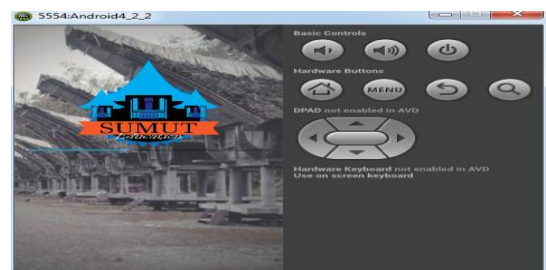 5554:Android4_2_2
Basic Controls
Hardware Buttons
MENU
DPAD not enabled in AVD
Hardware Keyboard not enabled in AVD
Use on screen keyboard
SUMUT